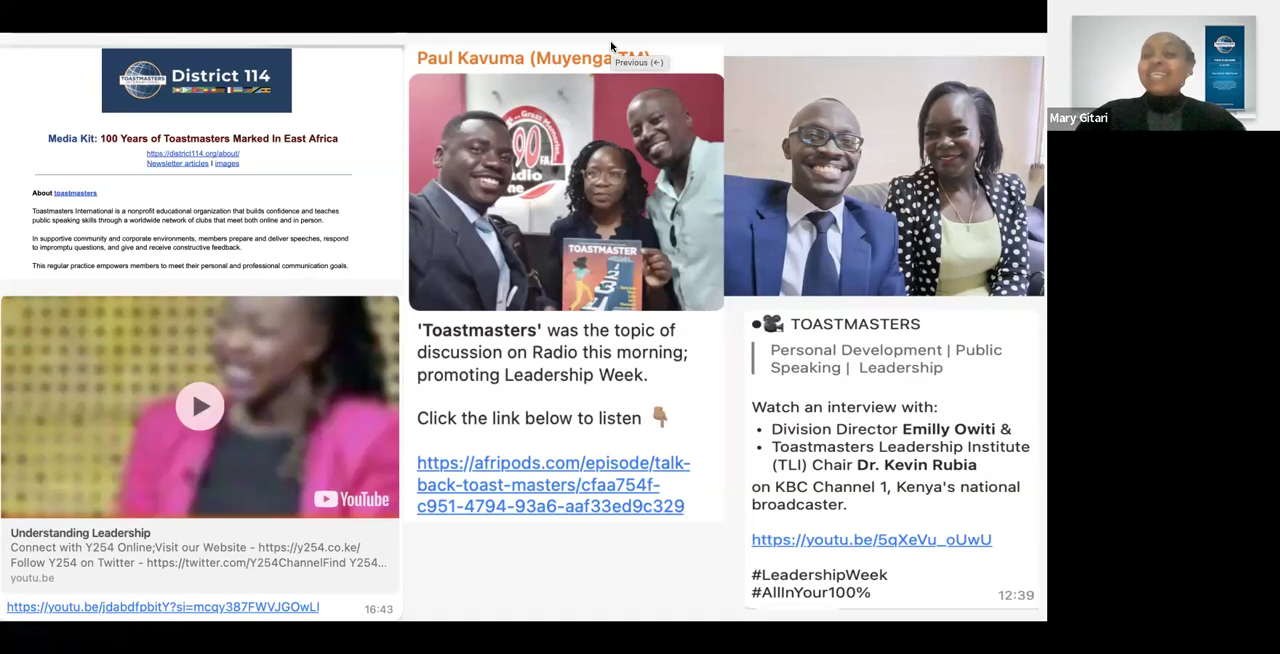 TOASTMASTERS
INTERNATIONAL
District 114
Media Kit: 100 Years of Toastmasters Marked In East Africa
https://district114.org/about/
Newsletter articles | images
About toastmasters
Toastmasters International is a nonprofit educational organization that builds confidence and teaches
public speaking skills through a worldwide network of clubs that meet both online and in person.
In supportive community and corporate environments, members prepare and deliver speeches, respond
to impromptu questions, and give and receive constructive feedback.
This regular practice empowers members to meet their personal and professional communication goals.
YouTube
Understanding Leadership
Connect with Y254 Online;Visit our Website - https://y254.co.ke/
Follow Y254 on Twitter - https://twitter.com/Y254ChannelFind Y254...
youtu.be
https://youtu.be/jdabdfpbitY?si=mcqy387FWVJGOwLl
16:43
Paul Kavuma (Muyenga TM)
Previous (←)
Great Memories
90
FM
TOASTMASTER
'Toastmasters' was the topic of
discussion on Radio this morning;
promoting Leadership Week.
Click the link below to listen 👇🏽
https://afripods.com/episode/talk-
back-toast-masters/cfaa754f-
c951-4794-93a6-aaf33ed9c329
TOASTMASTERS
Personal Development | Public
Speaking | Leadership
Watch an interview with:
• Division Director Emilly Owiti &
• Toastmasters Leadership Institute
(TLI) Chair Dr. Kevin Rubia
on KBC Channel 1, Kenya's national
broadcaster.
https://youtu.be/5qXeVu_oUwU
#LeadershipWeek
#AllInYour100%
12:39
Mary Gitari